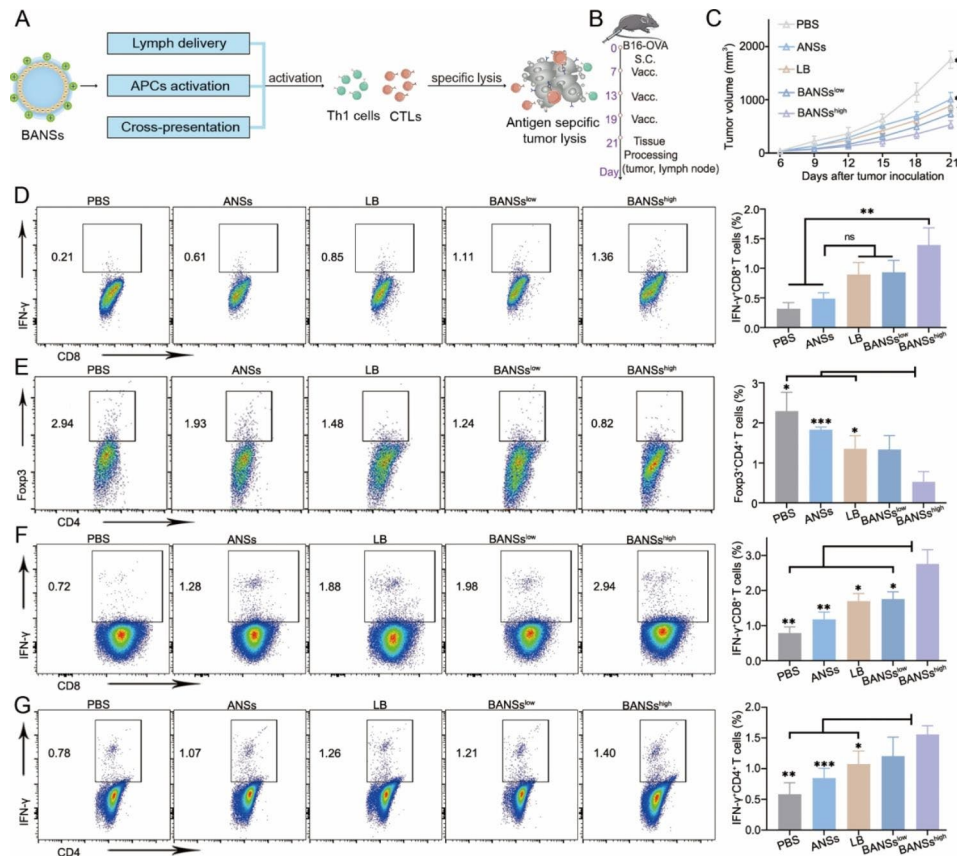 A
Lymph delivery
APCs activation
Cross-presentation
BANSs
activation
Th1 cells
CTLs
specific lysis
Antigen sepcific
tumor lysis
B
0 B16-OVA
S.C.
7 Vacc.
13 Vacc.
19 Vacc.
21 Tissue
Processing
Day (tumor, lymph node)
C
Tumor volume (mm³)
2000
1000
0
6 9 12 15 18 21
Days after tumor inoculation
PBS
ANSs
LB
BANSsˡᵒʷ
BANSsʰⁱᵍʰ
D
PBS ANSs LB BANSsˡᵒʷ BANSsʰⁱᵍʰ
0.21 0.61 0.85 1.11 1.36
IFN-γ
CD8
IFN-γ⁺CD8⁺ T cells (%)
2.0
1.5
1.0
0.5
0.0
**
ns
PBS ANSs LB BANSsˡᵒʷ BANSsʰⁱᵍʰ
E
PBS ANSs LB BANSsˡᵒʷ BANSsʰⁱᵍʰ
2.94 1.93 1.48 1.24 0.82
Foxp3
CD4
Foxp3⁺CD4⁺ T cells (%)
4
3
2
1
0
* *** *
PBS ANSs LB BANSsˡᵒʷ BANSsʰⁱᵍʰ
F
PBS ANSs LB BANSsˡᵒʷ BANSsʰⁱᵍʰ
0.72 1.28 1.88 1.98 2.94
IFN-γ
CD8
IFN-γ⁺CD8⁺ T cells (%)
4.0
3.0
2.0
1.0
0.0
** ** * *
PBS ANSs LB BANSsˡᵒʷ BANSsʰⁱᵍʰ
G
PBS ANSs LB BANSsˡᵒʷ BANSsʰⁱᵍʰ
0.78 1.07 1.26 1.21 1.40
IFN-γ
CD4
IFN-γ⁺CD4⁺ T cells (%)
2.0
1.5
1.0
0.5
0.0
** *** *
PBS ANSs LB BANSsˡᵒʷ BANSsʰⁱᵍʰ